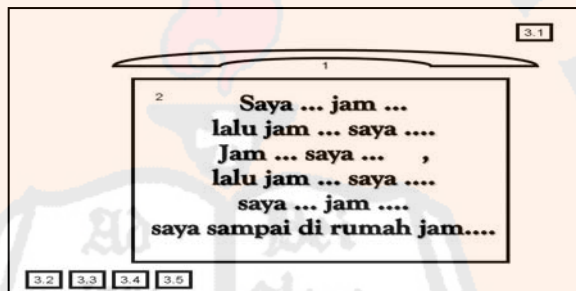 3.1
1
2
Saya ... jam ...
lalu jam ... saya ....
Jam ... saya ... ,
lalu jam ... saya ....
saya ... jam ....
saya sampai di rumah jam....
3.2 3.3 3.4 3.5